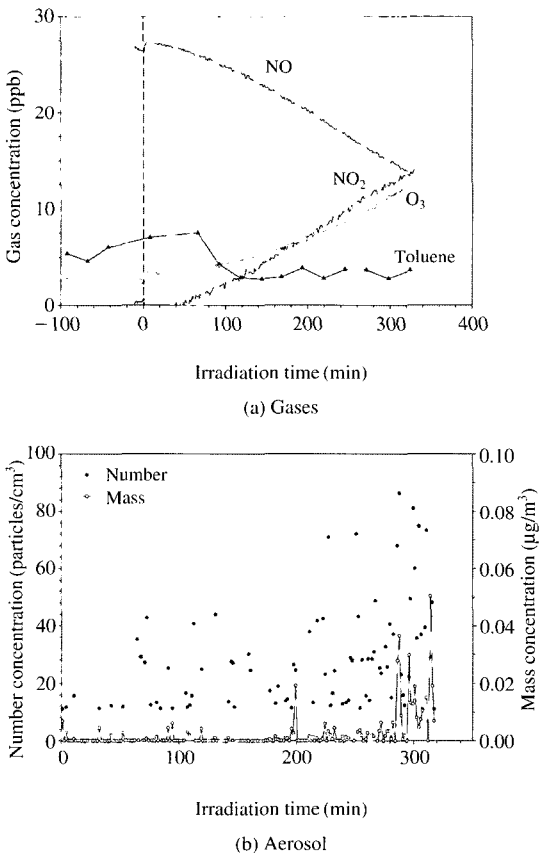 30
20
10
0
Gas concentration (ppb)
NO
NO₂
O₃
Toluene
−100 0 100 200 300 400
Irradiation time (min)
(a) Gases
100
80
60
40
20
0
Number concentration (particles/cm³)
• Number
◦ Mass
0.10
0.08
0.06
0.04
0.02
0.00
Mass concentration (µg/m³)
0 100 200 300
Irradiation time (min)
(b) Aerosol